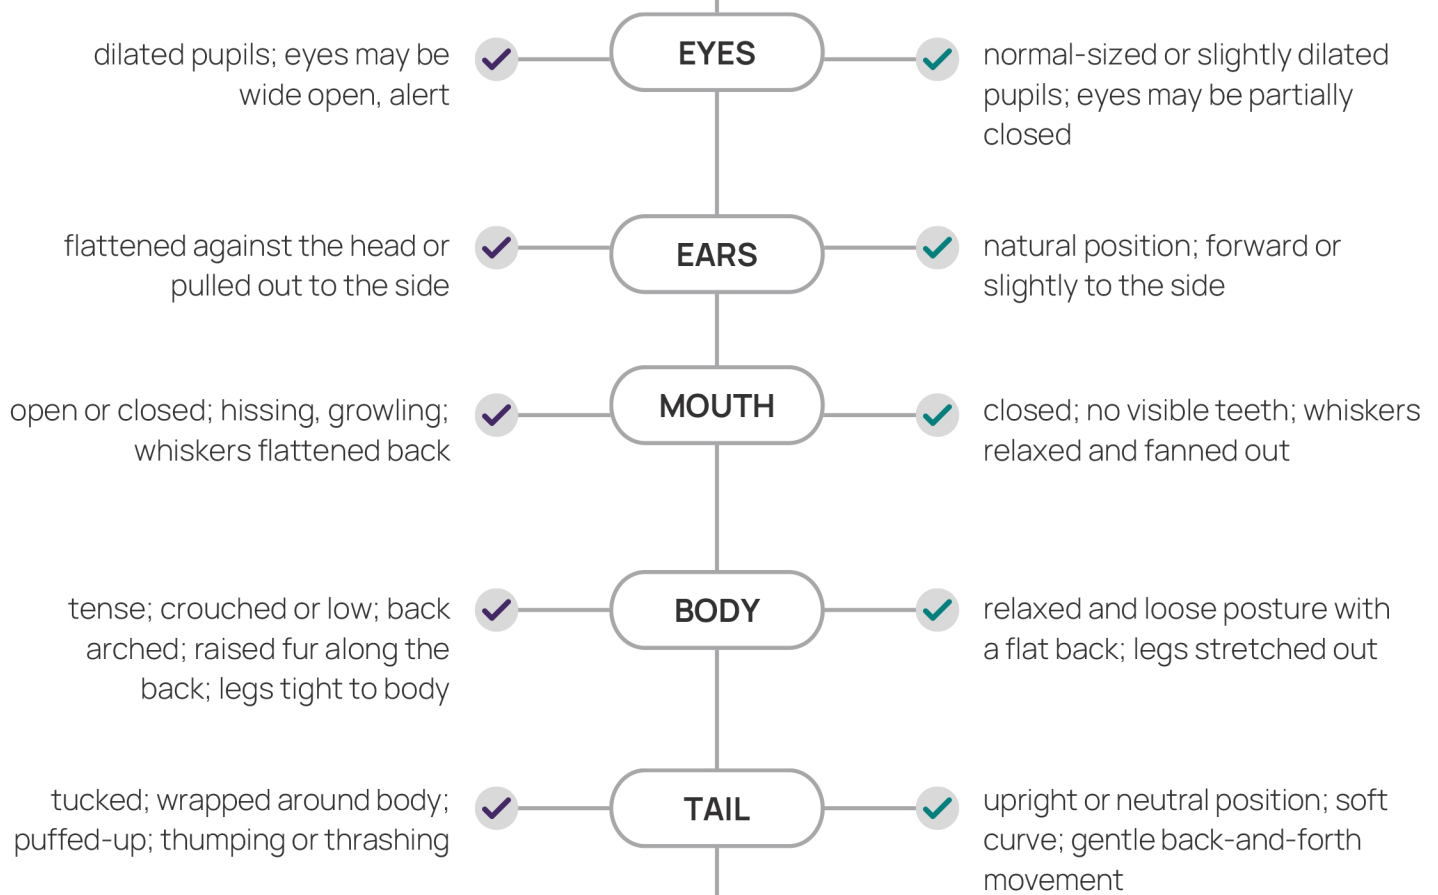 EYES
dilated pupils; eyes may be
wide open, alert
normal-sized or slightly dilated
pupils; eyes may be partially
closed
EARS
flattened against the head or
pulled out to the side
natural position; forward or
slightly to the side
MOUTH
open or closed; hissing, growling;
whiskers flattened back
closed; no visible teeth; whiskers
relaxed and fanned out
BODY
tense; crouched or low; back
arched; raised fur along the
back; legs tight to body
relaxed and loose posture with
a flat back; legs stretched out
TAIL
tucked; wrapped around body;
puffed-up; thumping or thrashing
upright or neutral position; soft
curve; gentle back-and-forth
movement